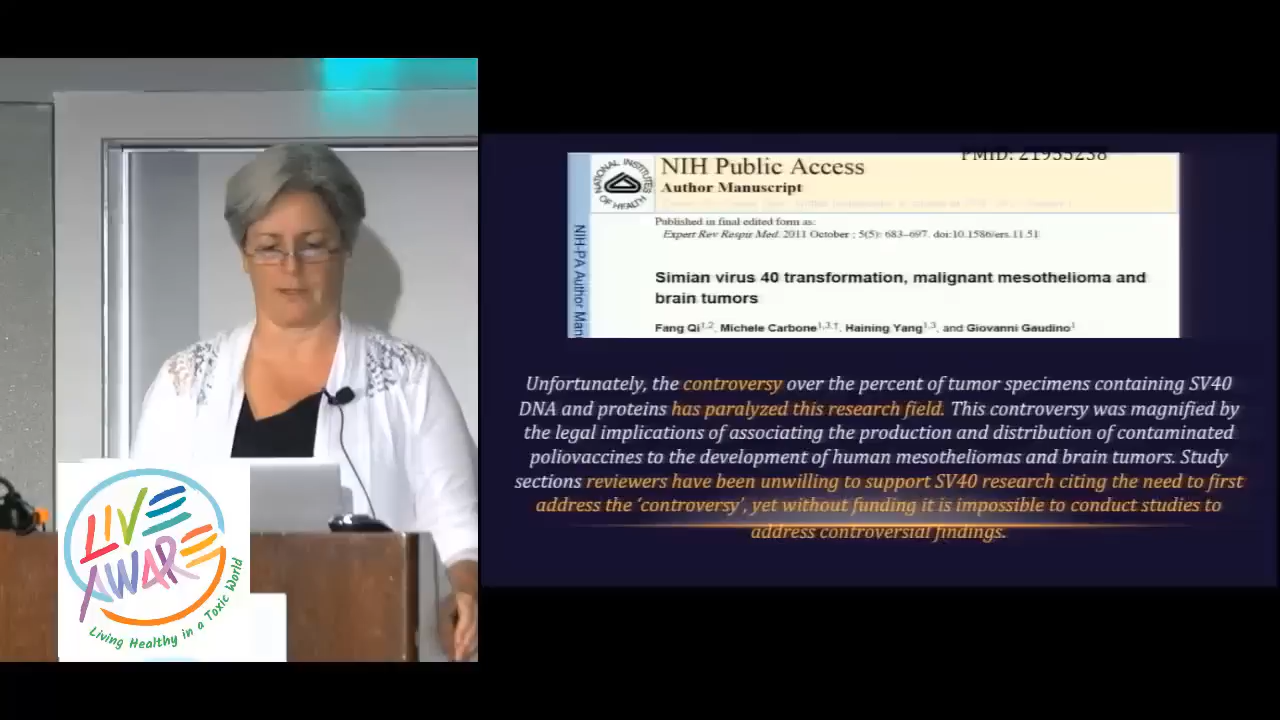 LIVE
AWARE
Living Healthy in a Toxic World
PMID: 21955238
NATIONAL INSTITUTES OF HEALTH
NIH Public Access
Author Manuscript
Published in final edited form as:
Expert Rev Respir Med. 2011 October ; 5(5): 683–697. doi:10.1586/ers.11.51
NIH-PA Author Man
Simian virus 40 transformation, malignant mesothelioma and
brain tumors
Fang Qi1,2, Michele Carbone1,3,†, Haining Yang1,3, and Giovanni Gaudino1
Unfortunately, the controversy over the percent of tumor specimens containing SV40
DNA and proteins has paralyzed this research field. This controversy was magnified by
the legal implications of associating the production and distribution of contaminated
poliovaccines to the development of human mesotheliomas and brain tumors. Study
sections reviewers have been unwilling to support SV40 research citing the need to first
address the ‘controversy’, yet without funding it is impossible to conduct studies to
address controversial findings.